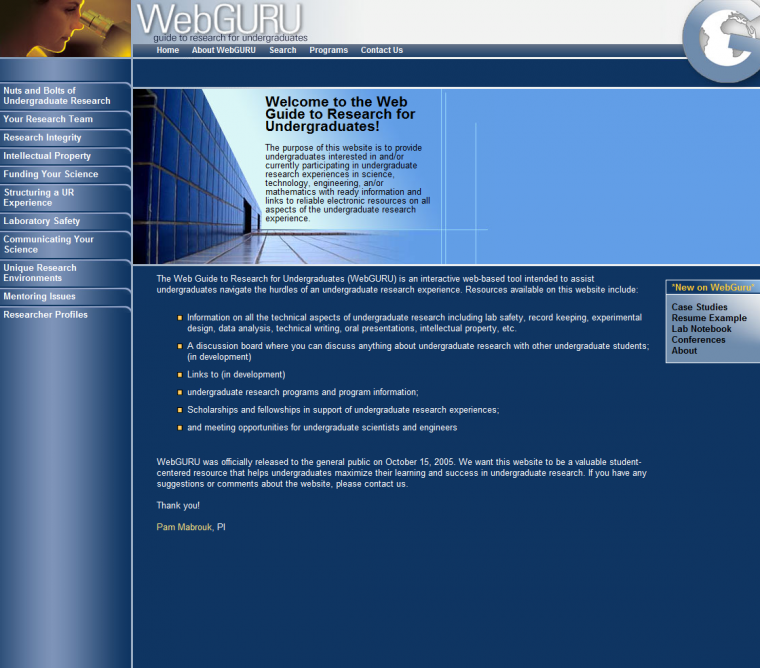 WebGURU
guide to research for undergraduates
Home About WebGURU Search Programs Contact Us
Nuts and Bolts of
Undergraduate Research
Your Research Team
Research Integrity
Intellectual Property
Funding Your Science
Structuring a UR
Experience
Laboratory Safety
Communicating Your
Science
Unique Research
Environments
Mentoring Issues
Researcher Profiles
Welcome to the Web
Guide to Research for
Undergraduates!
The purpose of this website is to provide
undergraduates interested in and/or
currently participating in undergraduate
research experiences in science,
technology, engineering, an/or
mathematics with ready information and
links to reliable electronic resources on all
aspects of the undergraduate research
experience.
The Web Guide to Research for Undergraduates (WebGURU) is an interactive web-based tool intended to assist
undergraduates navigate the hurdles of an undergraduate research experience. Resources available on this website include:
Information on all the technical aspects of undergraduate research including lab safety, record keeping, experimental
design, data analysis, technical writing, oral presentations, intellectual property, etc.
A discussion board where you can discuss anything about undergraduate research with other undergraduate students;
(in development)
Links to (in development)
undergraduate research programs and program information;
Scholarships and fellowships in support of undergraduate research experiences;
and meeting opportunities for undergraduate scientists and engineers
WebGURU was officially released to the general public on October 15, 2005. We want this website to be a valuable student-
centered resource that helps undergraduates maximize their learning and success in undergraduate research. If you have any
suggestions or comments about the website, please contact us.
Thank you!
Pam Mabrouk, PI
*New on WebGuru*
Case Studies
Resume Example
Lab Notebook
Conferences
About